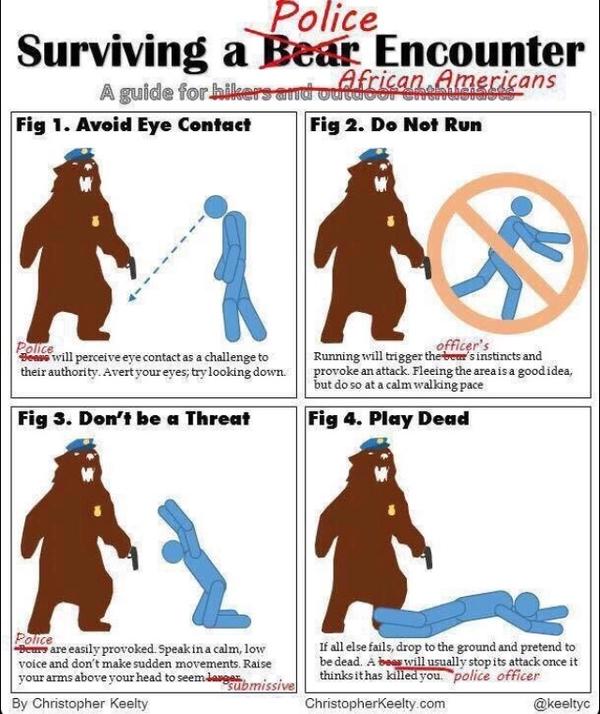 Police
Surviving a Bear Encounter
African Americans
A guide for hikers and outdoor enthusiasts
Fig 1. Avoid Eye Contact
Police
Bears will perceive eye contact as a challenge to
their authority. Avert your eyes; try looking down.
Fig 2. Do Not Run
officer's
Running will trigger the bear's instincts and
provoke an attack. Fleeing the area is a good idea,
but do so at a calm walking pace
Fig 3. Don't be a Threat
Police
Bears are easily provoked. Speak in a calm, low
voice and don't make sudden movements. Raise
your arms above your head to seem larger.
submissive
Fig 4. Play Dead
If all else fails, drop to the ground and pretend to
be dead. A bear will usually stop its attack once it
thinks it has killed you. police officer
By Christopher Keelty
ChristopherKeelty.com
@keeltyc